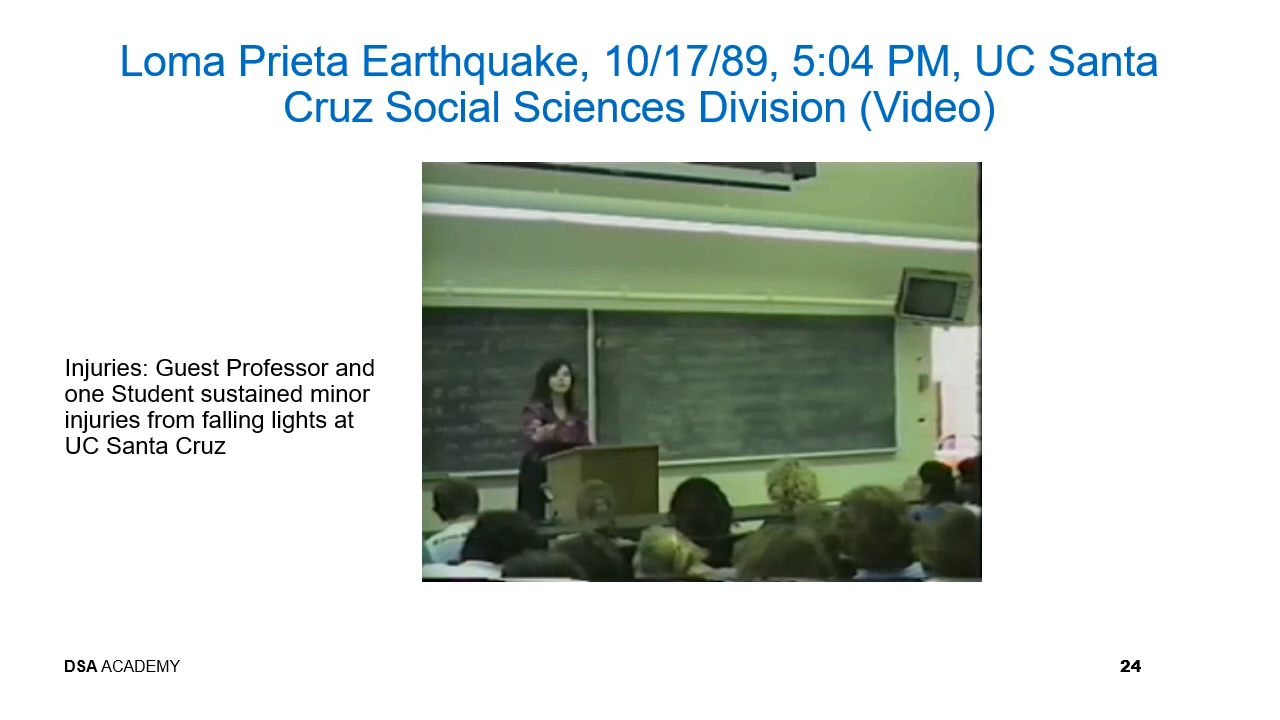 Loma Prieta Earthquake, 10/17/89, 5:04 PM, UC Santa
Cruz Social Sciences Division (Video)
Injuries: Guest Professor and
one Student sustained minor
injuries from falling lights at
UC Santa Cruz
DSA ACADEMY
24